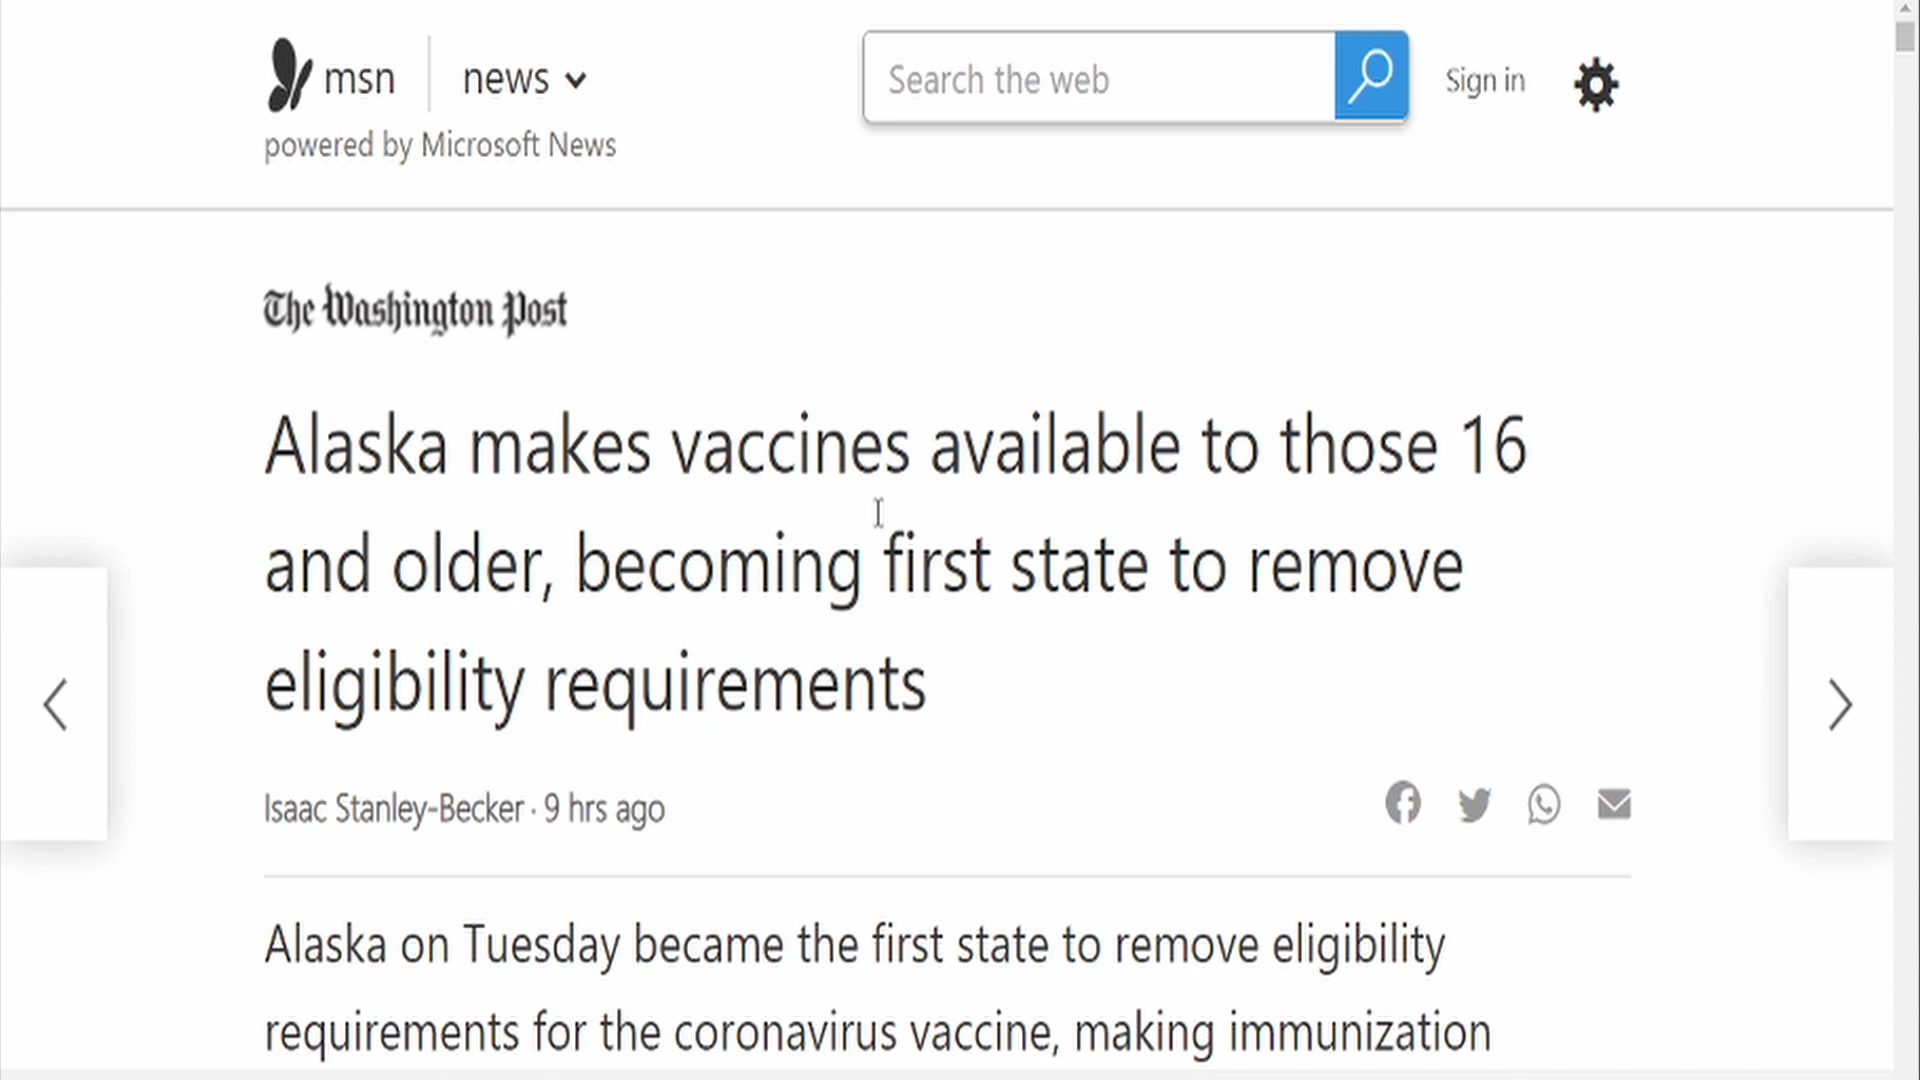 msn news
Search the web
Sign in
powered by Microsoft News
The Washington Post
Alaska makes vaccines available to those 16
and older, becoming first state to remove
eligibility requirements
Isaac Stanley-Becker · 9 hrs ago
Alaska on Tuesday became the first state to remove eligibility
requirements for the coronavirus vaccine, making immunization